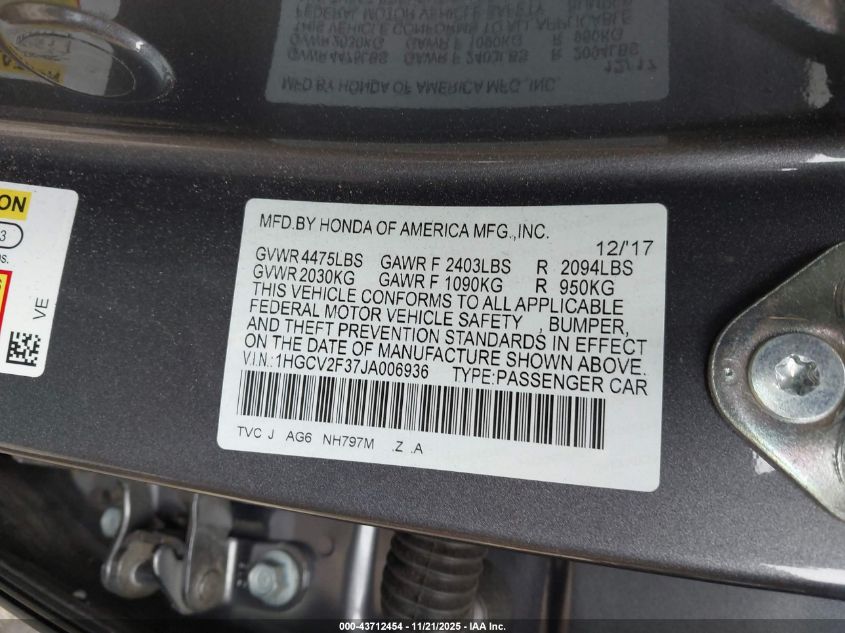 MFD.BY HONDA OF AMERICA MFG.,INC.
12/'17
GVWR 4475LBS GAWR F 2403LBS R 2094LBS
GVWR 2030KG GAWR F 1090KG R 950KG
THIS VEHICLE CONFORMS TO ALL APPLICABLE
FEDERAL MOTOR VEHICLE SAFETY , BUMPER,
AND THEFT PREVENTION STANDARDS IN EFFECT
ON THE DATE OF MANUFACTURE SHOWN ABOVE.
V.I.N.:1HGCV2F37JA006936 TYPE:PASSENGER CAR
TVC J AG6 NH797M .Z .A
ON
3
VE
000-43712454 - 11/21/2025 - IAA Inc.